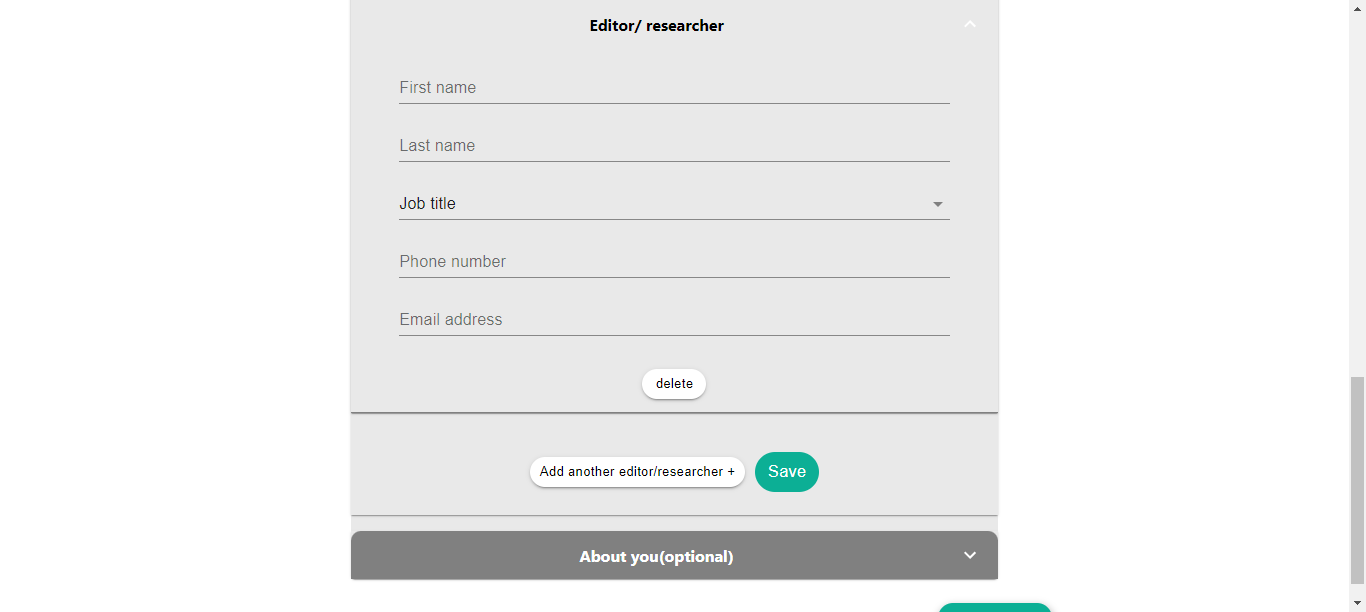 Editor/ researcher
First name
Last name
Job title
Phone number
Email address
delete
Add another editor/researcher +
Save
About you(optional)